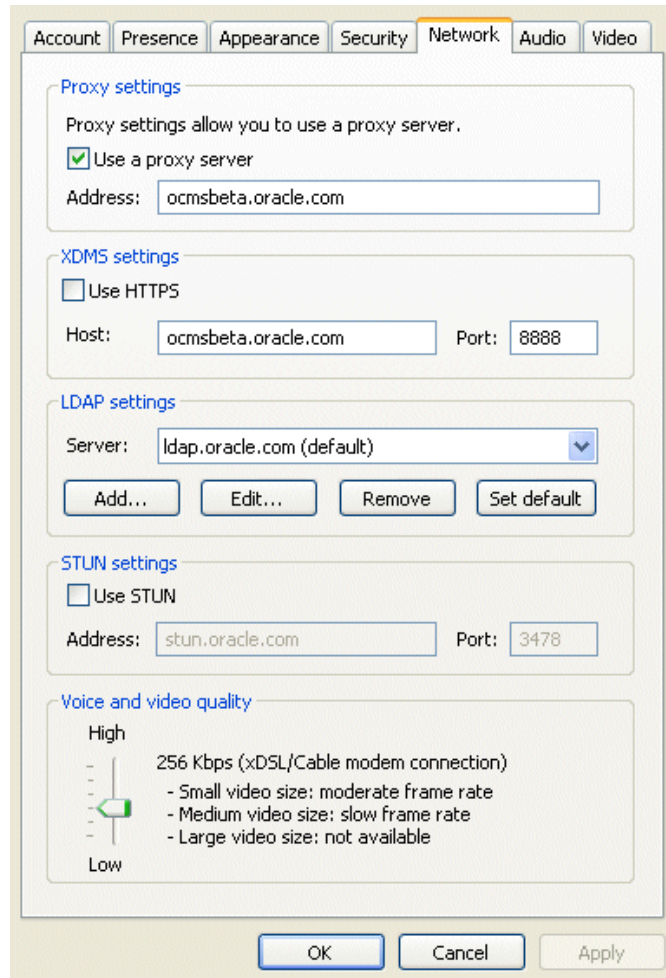 Account Presence Appearance Security Network Audio Video
Proxy settings
Proxy settings allow you to use a proxy server.
Use a proxy server
Address: ocmsbeta.oracle.com
XDMS settings
Use HTTPS
Host: ocmsbeta.oracle.com Port: 8888
LDAP settings
Server: ldap.oracle.com (default)
Add... Edit... Remove Set default
STUN settings
Use STUN
Address: stun.oracle.com Port: 3478
Voice and video quality
High
256 Kbps (xDSL/Cable modem connection)
- Small video size: moderate frame rate
- Medium video size: slow frame rate
- Large video size: not available
Low
OK Cancel Apply